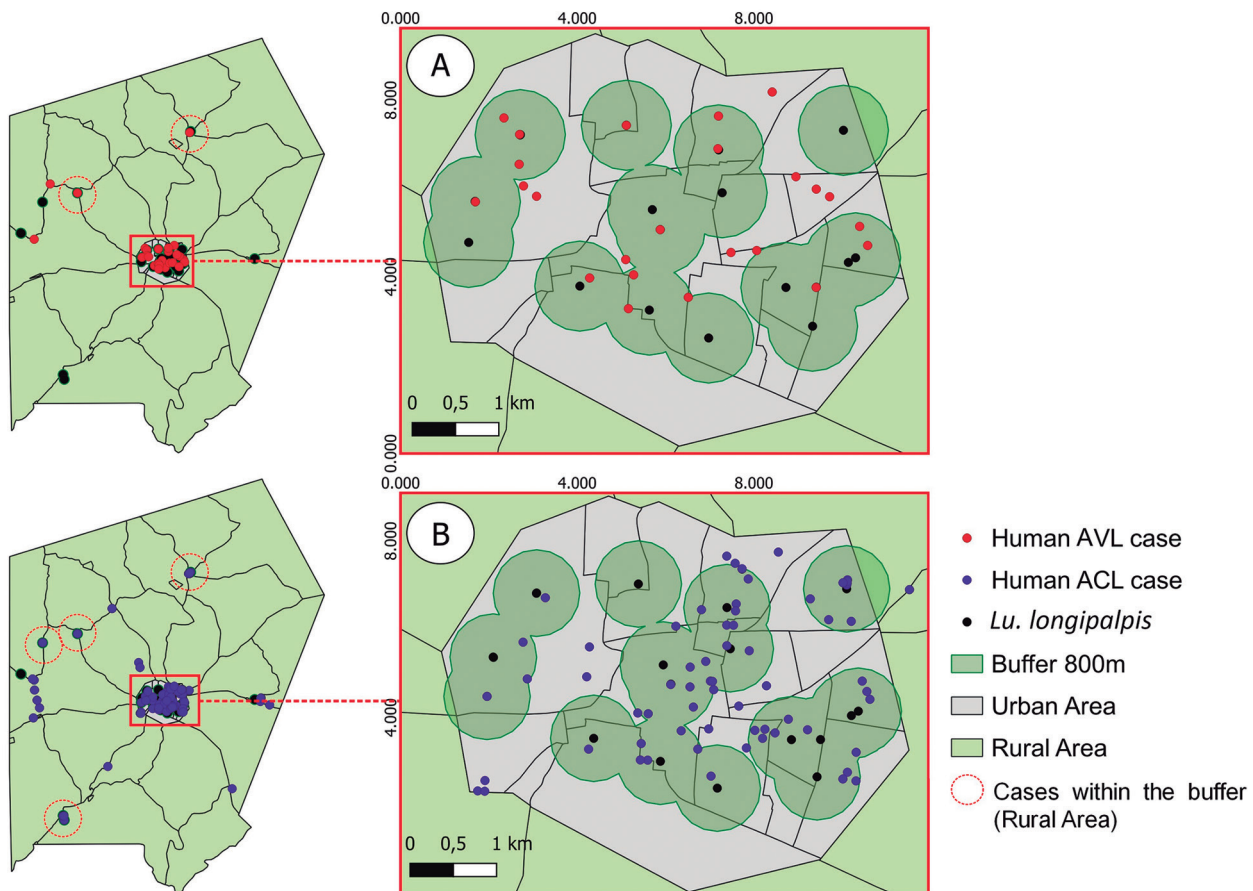 0.000 4.000 8.000
A
8.000
4.000
0.000
0 0,5 1 km
0.000 4.000 8.000
B
8.000
4.000
0 0,5 1 km
Human AVL case
Human ACL case
Lu. longipalpis
Buffer 800m
Urban Area
Rural Area
Cases within the buffer
(Rural Area)